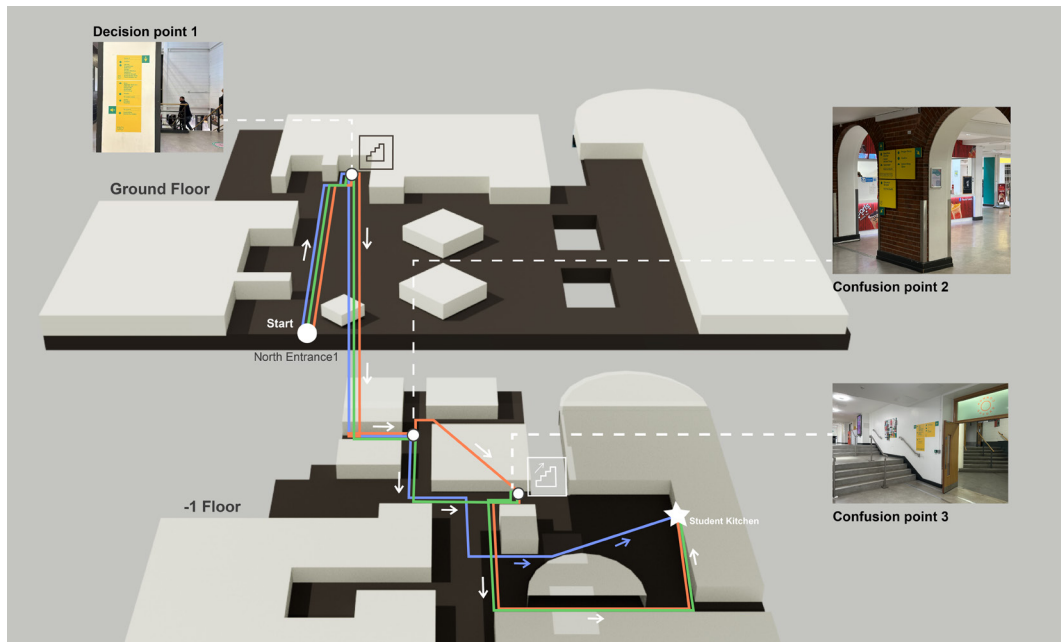 Decision point 1
Ground Floor
Start
North Entrance1
Confusion point 2
-1 Floor
Student Kitchen
Confusion point 3